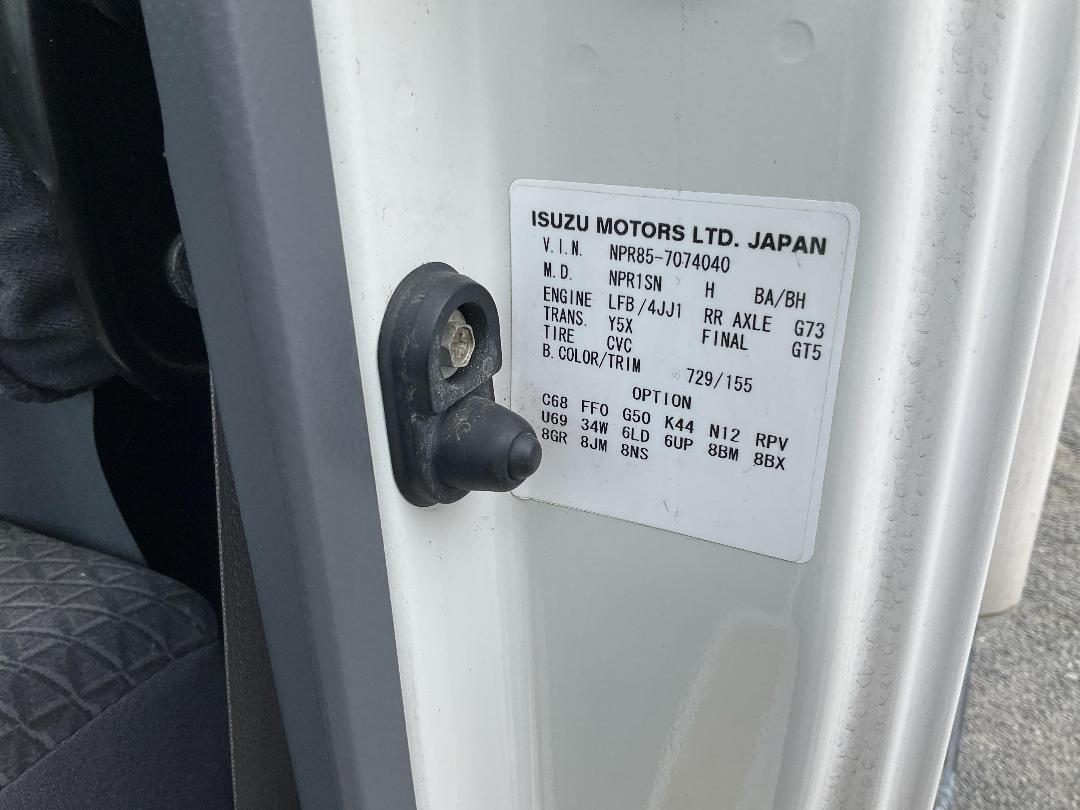 ISUZU MOTORS LTD. JAPAN
V.I.N. NPR85-7074040
M.D. NPR1SN H BA/BH
ENGINE LFB/4JJ1 RR AXLE G73
TRANS. Y5X FINAL GT5
TIRE CVC
B.COLOR/TRIM 729/155
OPTION
C68 FF0 G50 K44 N12 RPV
U69 34W 6LD 6UP 8BM 8BX
8GR 8JM 8NS